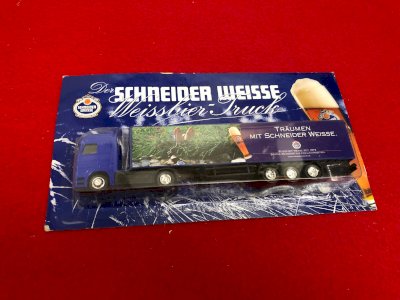 Der
SCHNEIDER WEISSE
Weissbier-Truck
TRÄUMEN
MIT SCHNEIDER WEISSE.